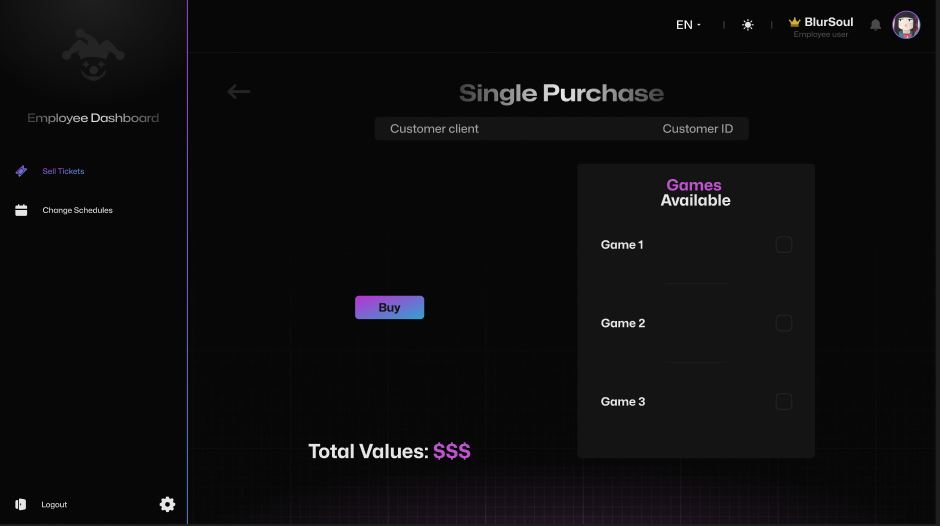 EN
BlurSoul
Employee user
Employee Dashboard
Sell Tickets
Change Schedules
Logout
Single Purchase
Customer client Customer ID
Games
Available
Game 1
Game 2
Game 3
Buy
Total Values: $$$